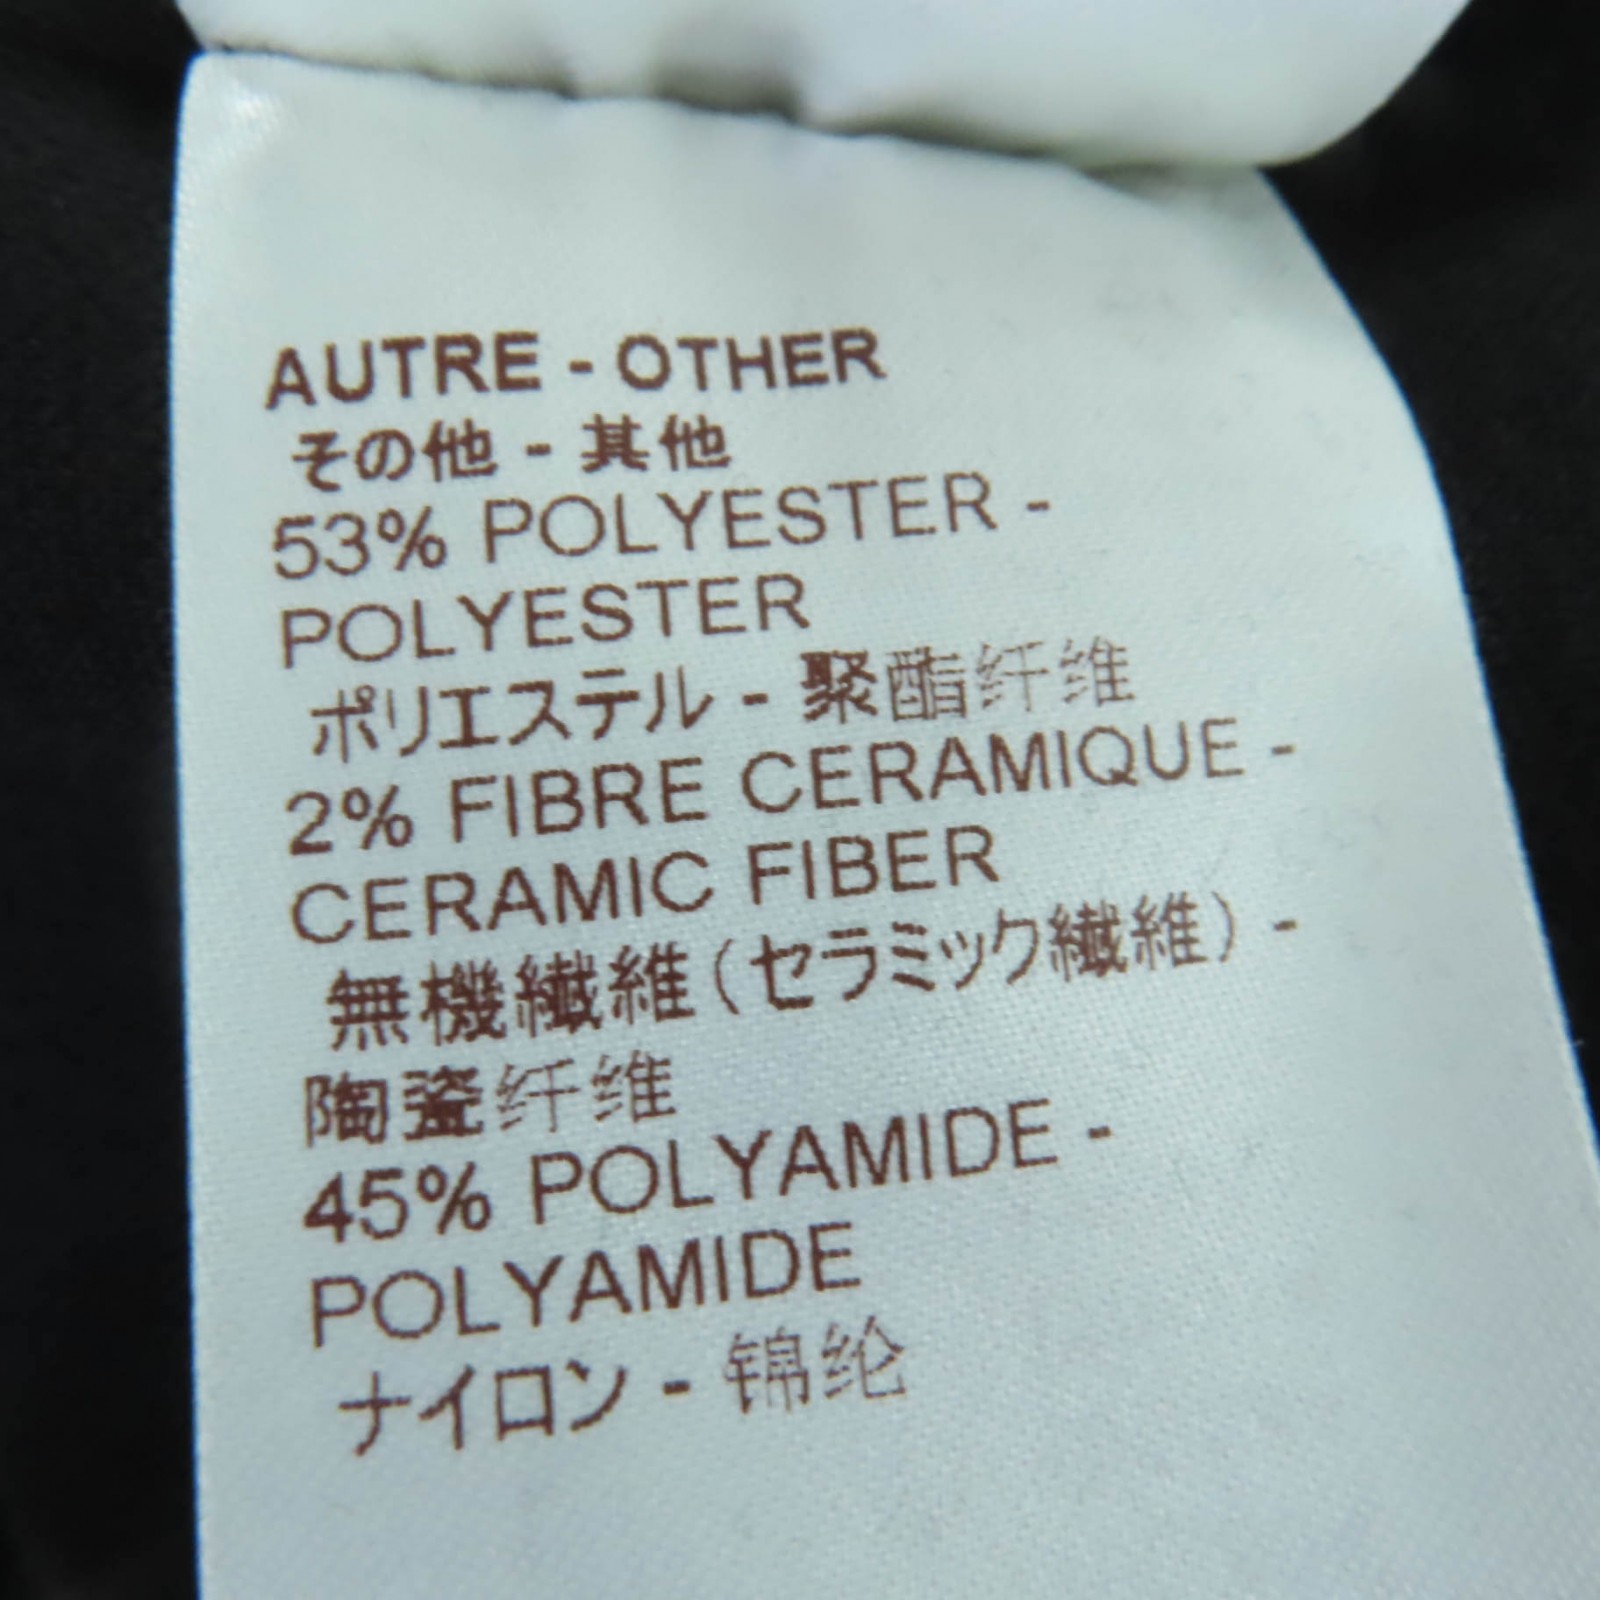 AUTRE - OTHER
その他 - 其他
53% POLYESTER -
POLYESTER
ポリエステル - 聚酯纤维
2% FIBRE CERAMIQUE -
CERAMIC FIBER
無機繊維(セラミック繊維) -
陶瓷纤维
45% POLYAMIDE -
POLYAMIDE
ナイロン - 锦纶